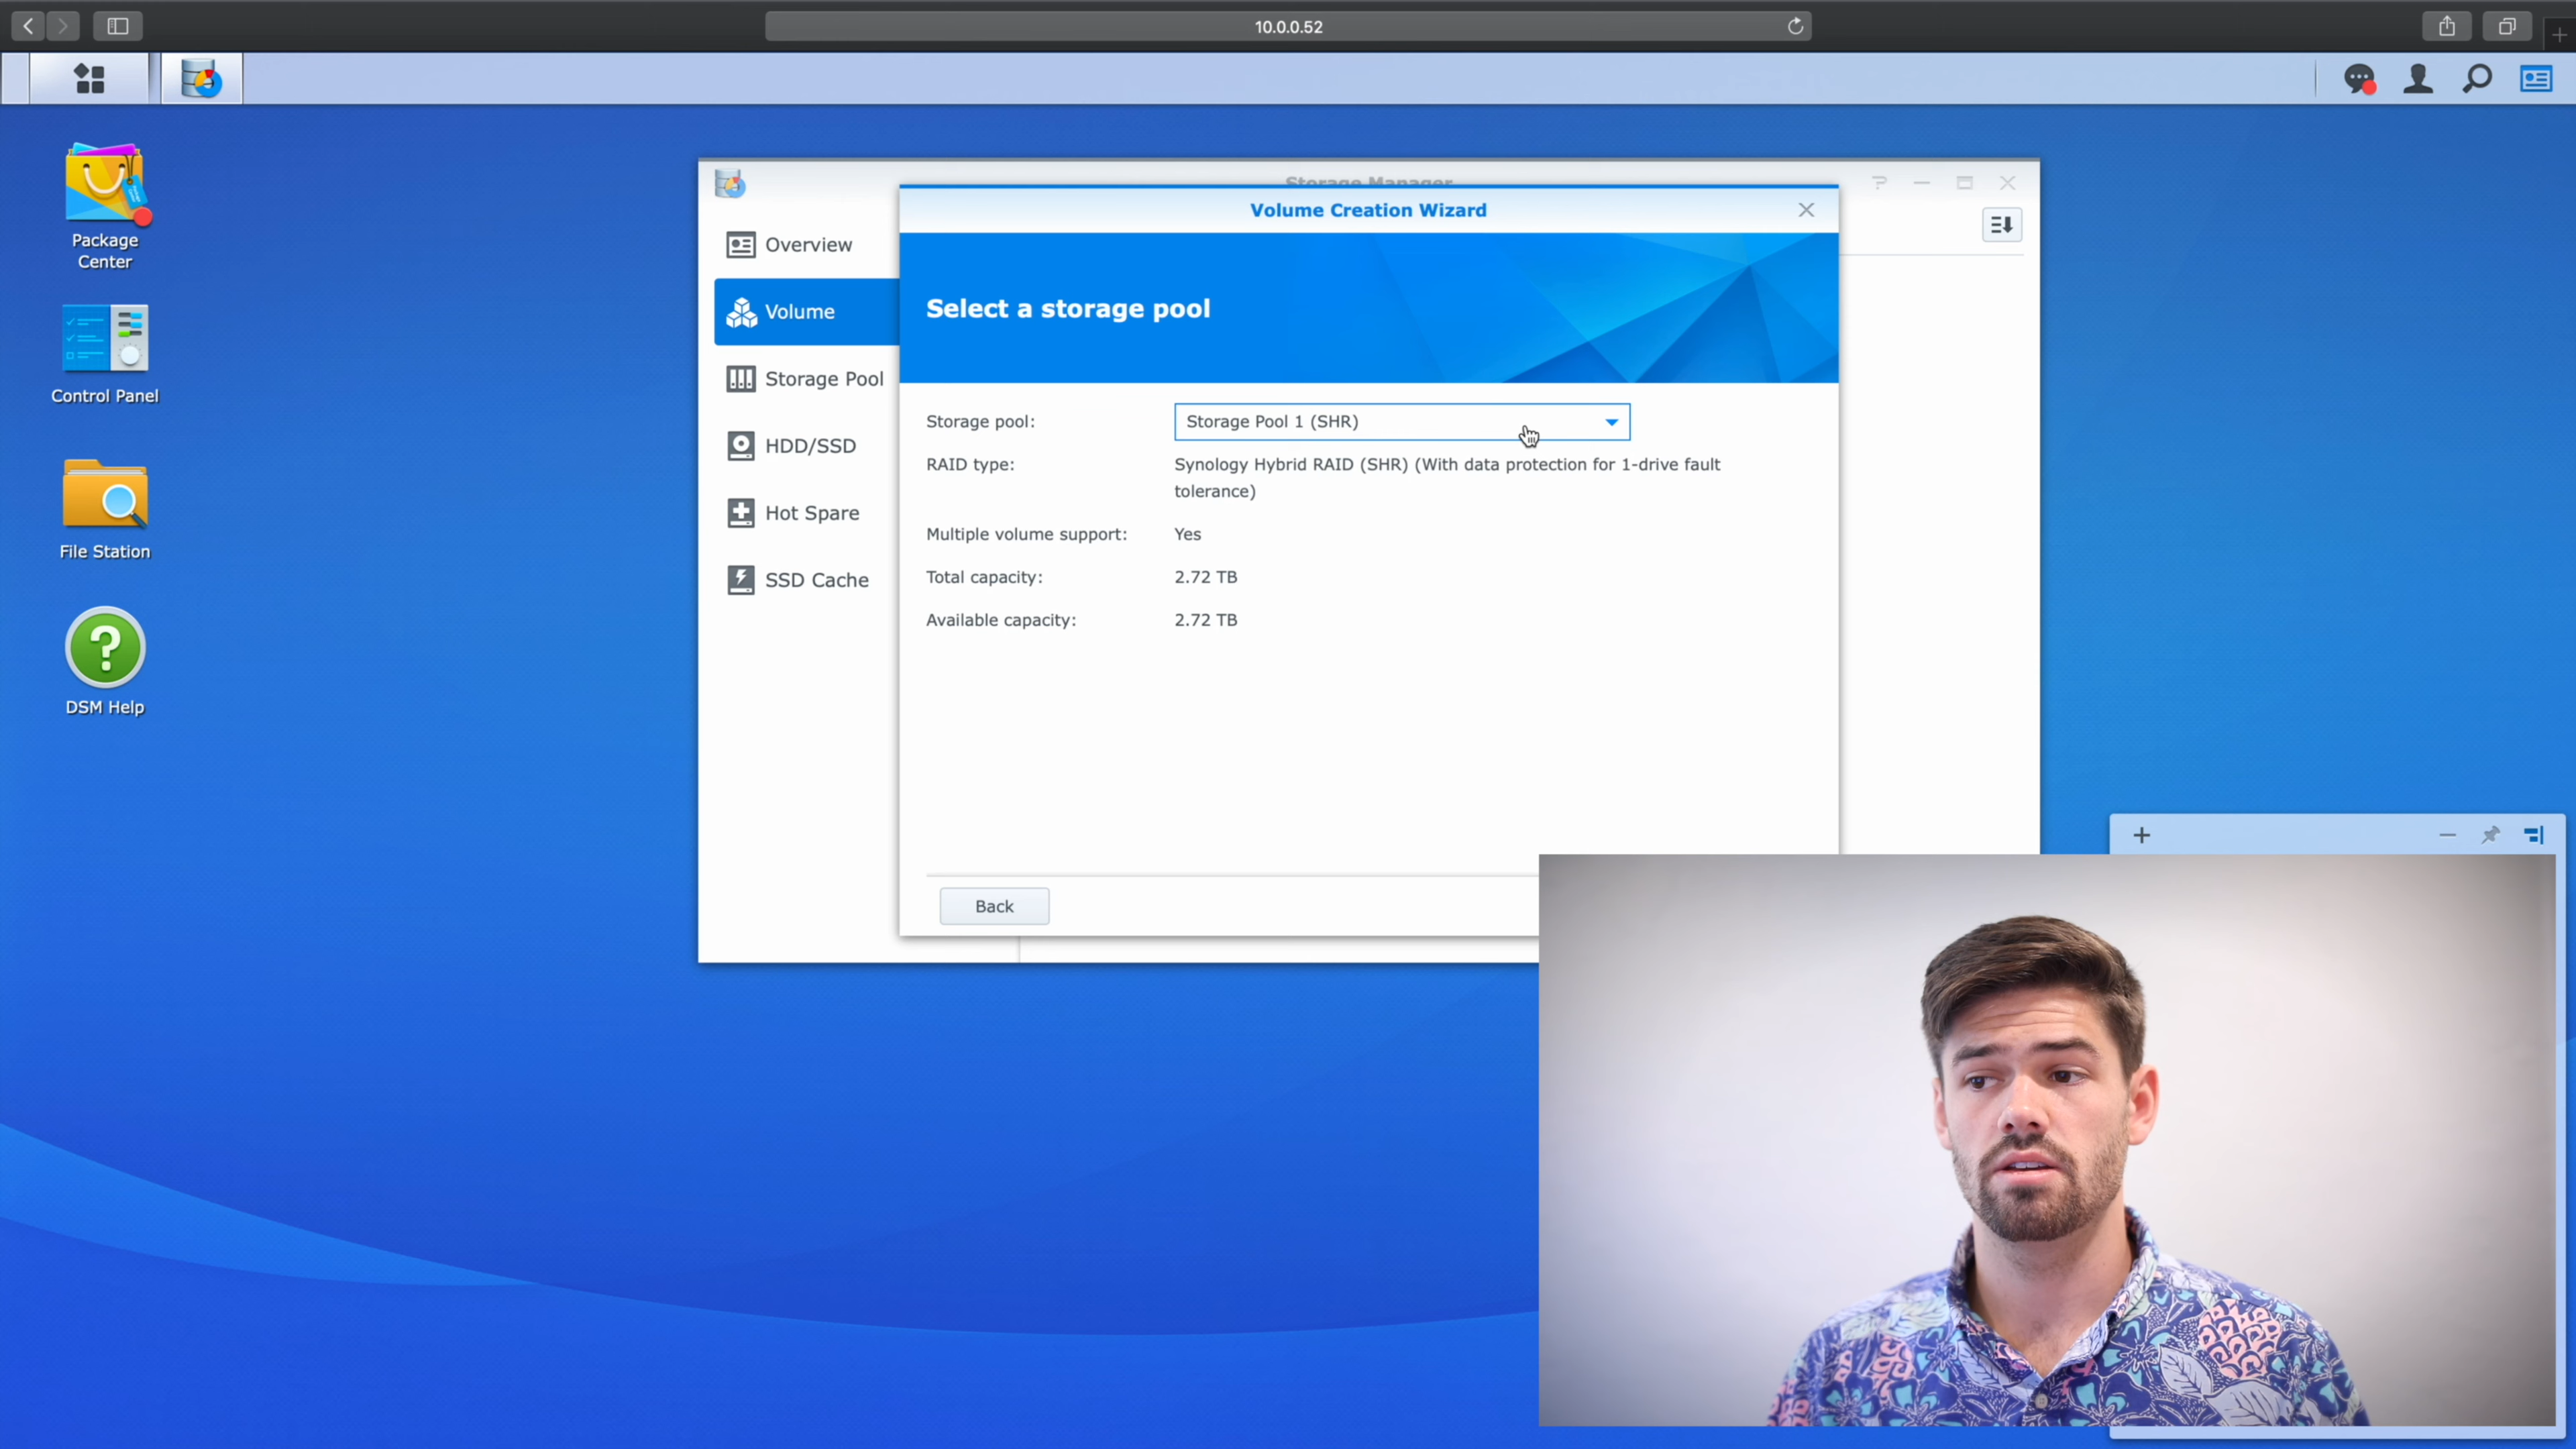 10.0.0.52
Package
Center
Control Panel
File Station
DSM Help
Storage Manager
Overview
Volume
Storage Pool
HDD/SSD
Hot Spare
SSD Cache
Volume Creation Wizard
Select a storage pool
Storage pool: Storage Pool 1 (SHR)
RAID type: Synology Hybrid RAID (SHR) (With data protection for 1-drive fault
tolerance)
Multiple volume support: Yes
Total capacity: 2.72 TB
Available capacity: 2.72 TB
Back